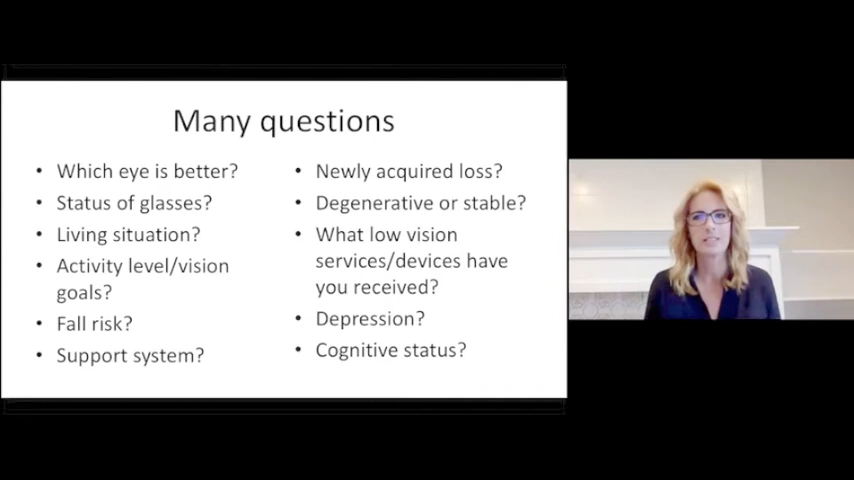 Many questions
• Which eye is better?
• Status of glasses?
• Living situation?
• Activity level/vision
goals?
• Fall risk?
• Support system?
• Newly acquired loss?
• Degenerative or stable?
• What low vision
services/devices have
you received?
• Depression?
• Cognitive status?